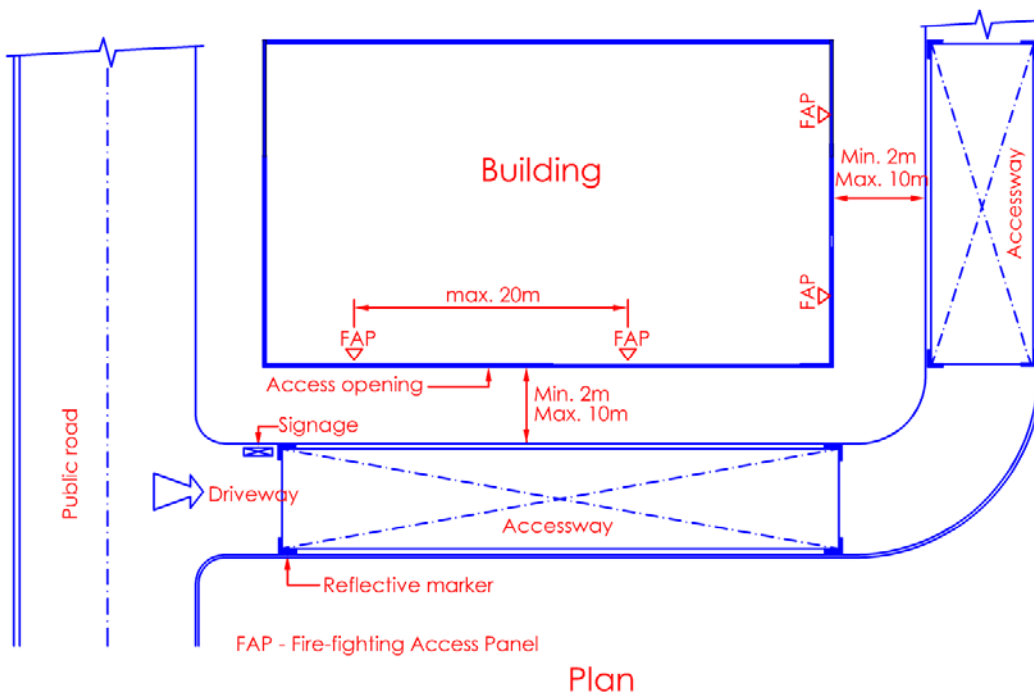 FAP
Min. 2m
Max. 10m
Building
Accessway
FAP
max. 20m
FAP
FAP
Access opening
Min. 2m
Max. 10m
Signage
Public road
Driveway
Accessway
Reflective marker
FAP - Fire-fighting Access Panel
Plan